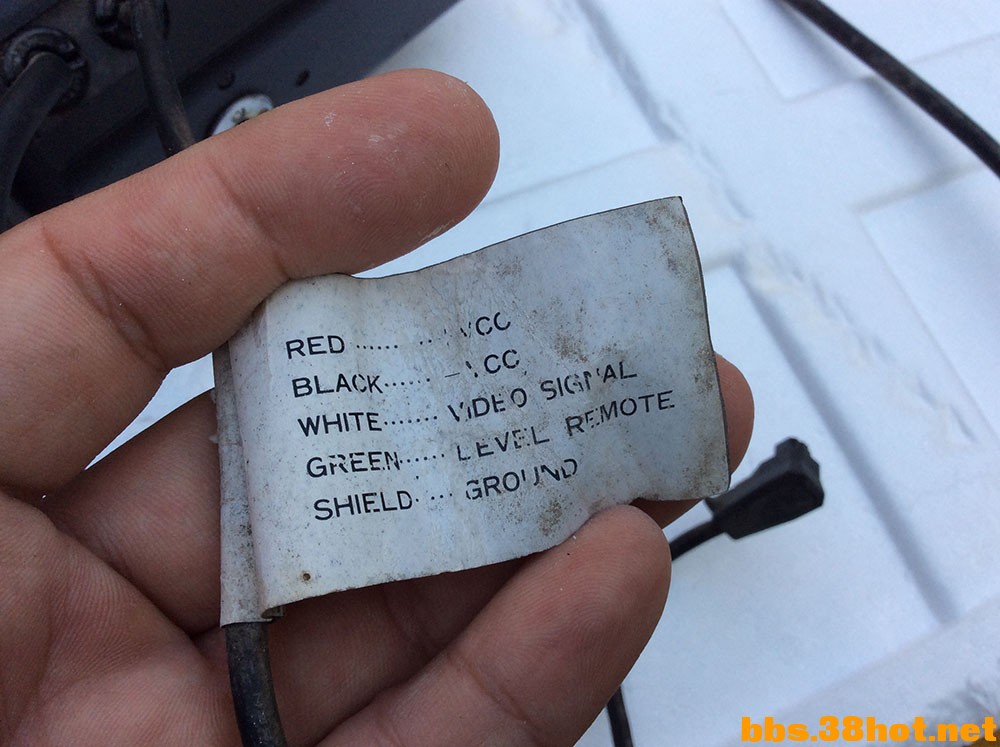 RED ...... ... VCC
BLACK...... –VCC
WHITE....... VIDEO SIGNAL
GREEN...... LEVEL REMOTE
SHIELD.... GROUND
bbs.38hot.net